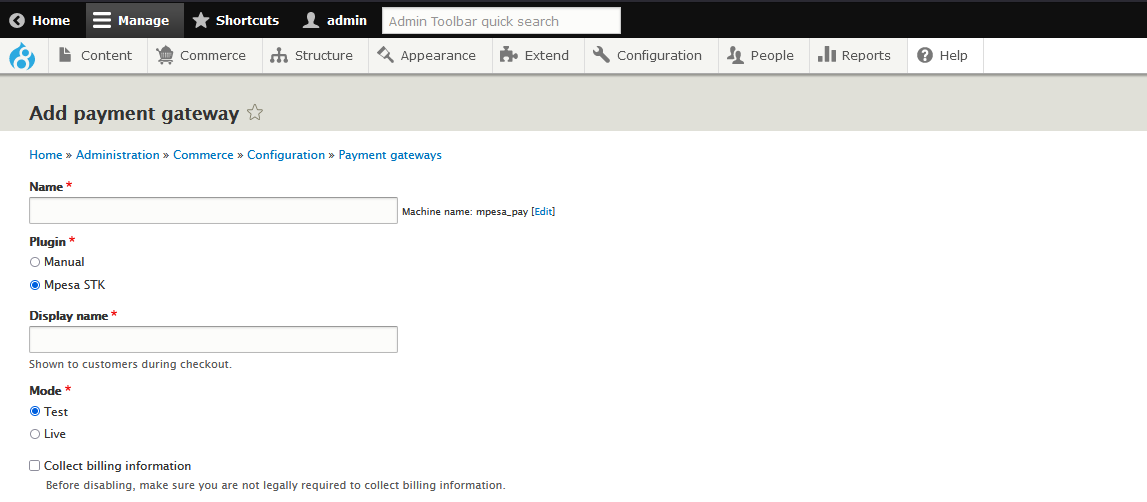 Home Manage Shortcuts admin Admin Toolbar quick search
Content Commerce Structure Appearance Extend Configuration People Reports Help
Add payment gateway
Home » Administration » Commerce » Configuration » Payment gateways
Name *
Machine name: mpesa_pay [Edit]
Plugin *
Manual
Mpesa STK
Display name *
Shown to customers during checkout.
Mode *
Test
Live
Collect billing information
Before disabling, make sure you are not legally required to collect billing information.